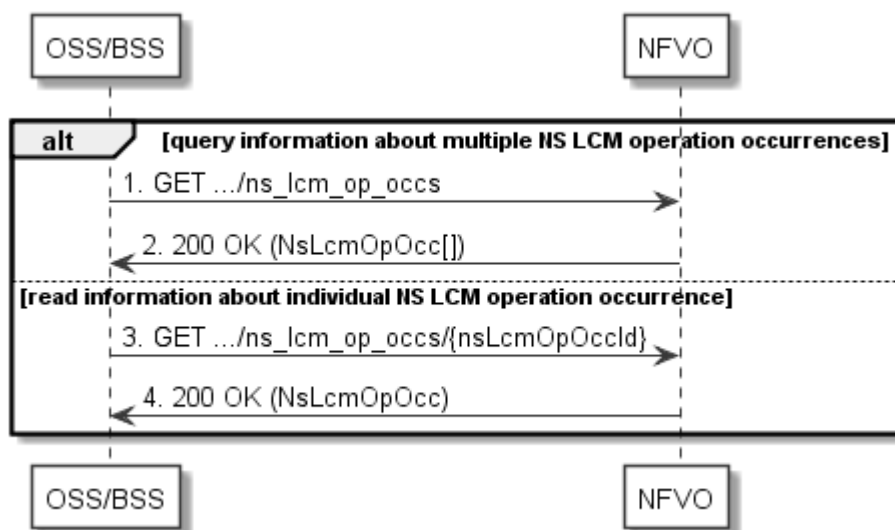 OSS/BSS
NFVO
alt
[query information about multiple NS LCM operation occurrences]
1. GET .../ns_lcm_op_occs
2. 200 OK (NsLcmOpOcc[])
[read information about individual NS LCM operation occurrence]
3. GET .../ns_lcm_op_occs/{nsLcmOpOccId}
4. 200 OK (NsLcmOpOcc)
OSS/BSS
NFVO